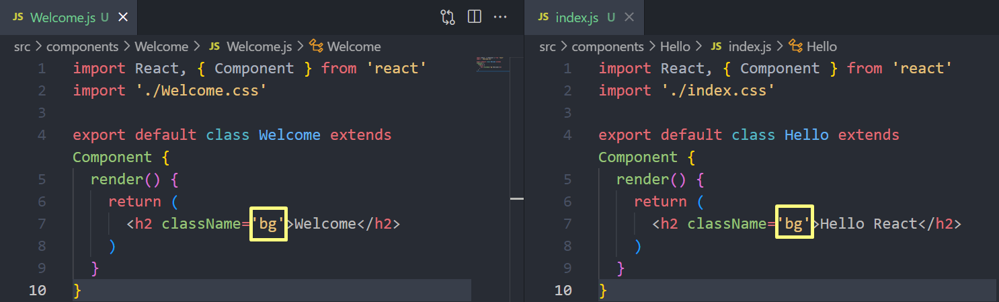 JS Welcome.js U ×
src > components > Welcome > JS Welcome.js > Welcome
1 import React, { Component } from 'react'
2 import './Welcome.css'
3
4 export default class Welcome extends
Component {
5 render() {
6 return (
7 <h2 className='bg'>Welcome</h2>
8 )
9 }
10 }
JS index.js U ×
src > components > Hello > JS index.js > Hello
1 import React, { Component } from 'react'
2 import './index.css'
3
4 export default class Hello extends
Component {
5 render() {
6 return (
7 <h2 className='bg'>Hello React</h2>
8 )
9 }
10 }